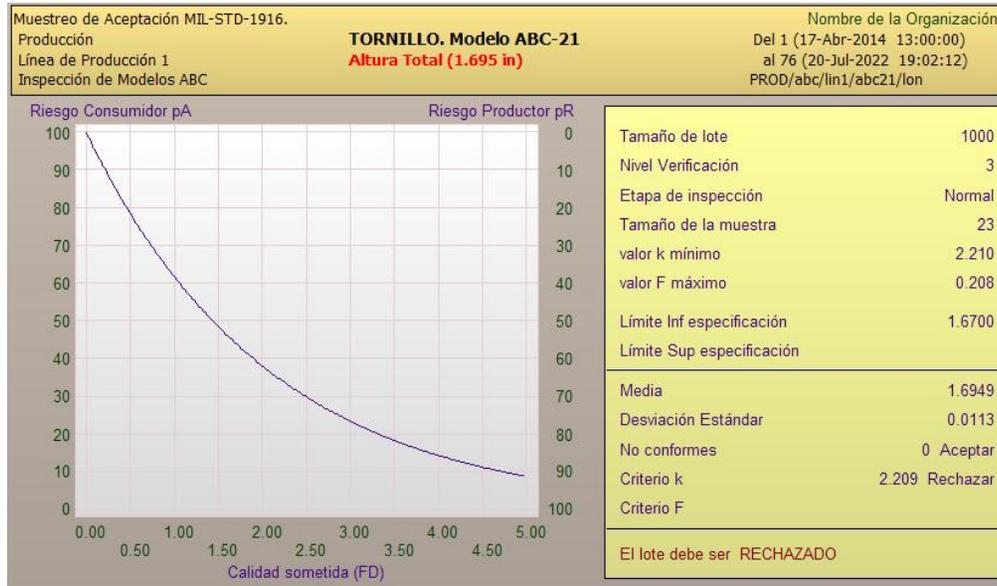 Muestreo de Aceptación MIL-STD-1916.
Producción
Línea de Producción 1
Inspección de Modelos ABC
TORNILLO. Modelo ABC-21
Altura Total (1.695 in)
Nombre de la Organización
Del 1 (17-Abr-2014 13:00:00)
al 76 (20-Jul-2022 19:02:12)
PROD/abc/lin1/abc21/lon
Riesgo Consumidor pA
Riesgo Productor pR
100 0
90 10
80 20
70 30
60 40
50 50
40 60
30 70
20 80
10 90
0 100
0.00 1.00 2.00 3.00 4.00 5.00
0.50 1.50 2.50 3.50 4.50
Calidad sometida (FD)
Tamaño de lote 1000
Nivel Verificación 3
Etapa de inspección Normal
Tamaño de la muestra 23
valor k mínimo 2.210
valor F máximo 0.208
Límite Inf especificación 1.6700
Límite Sup especificación
Media 1.6949
Desviación Estándar 0.0113
No conformes 0 Aceptar
Criterio k 2.209 Rechazar
Criterio F
El lote debe ser RECHAZADO